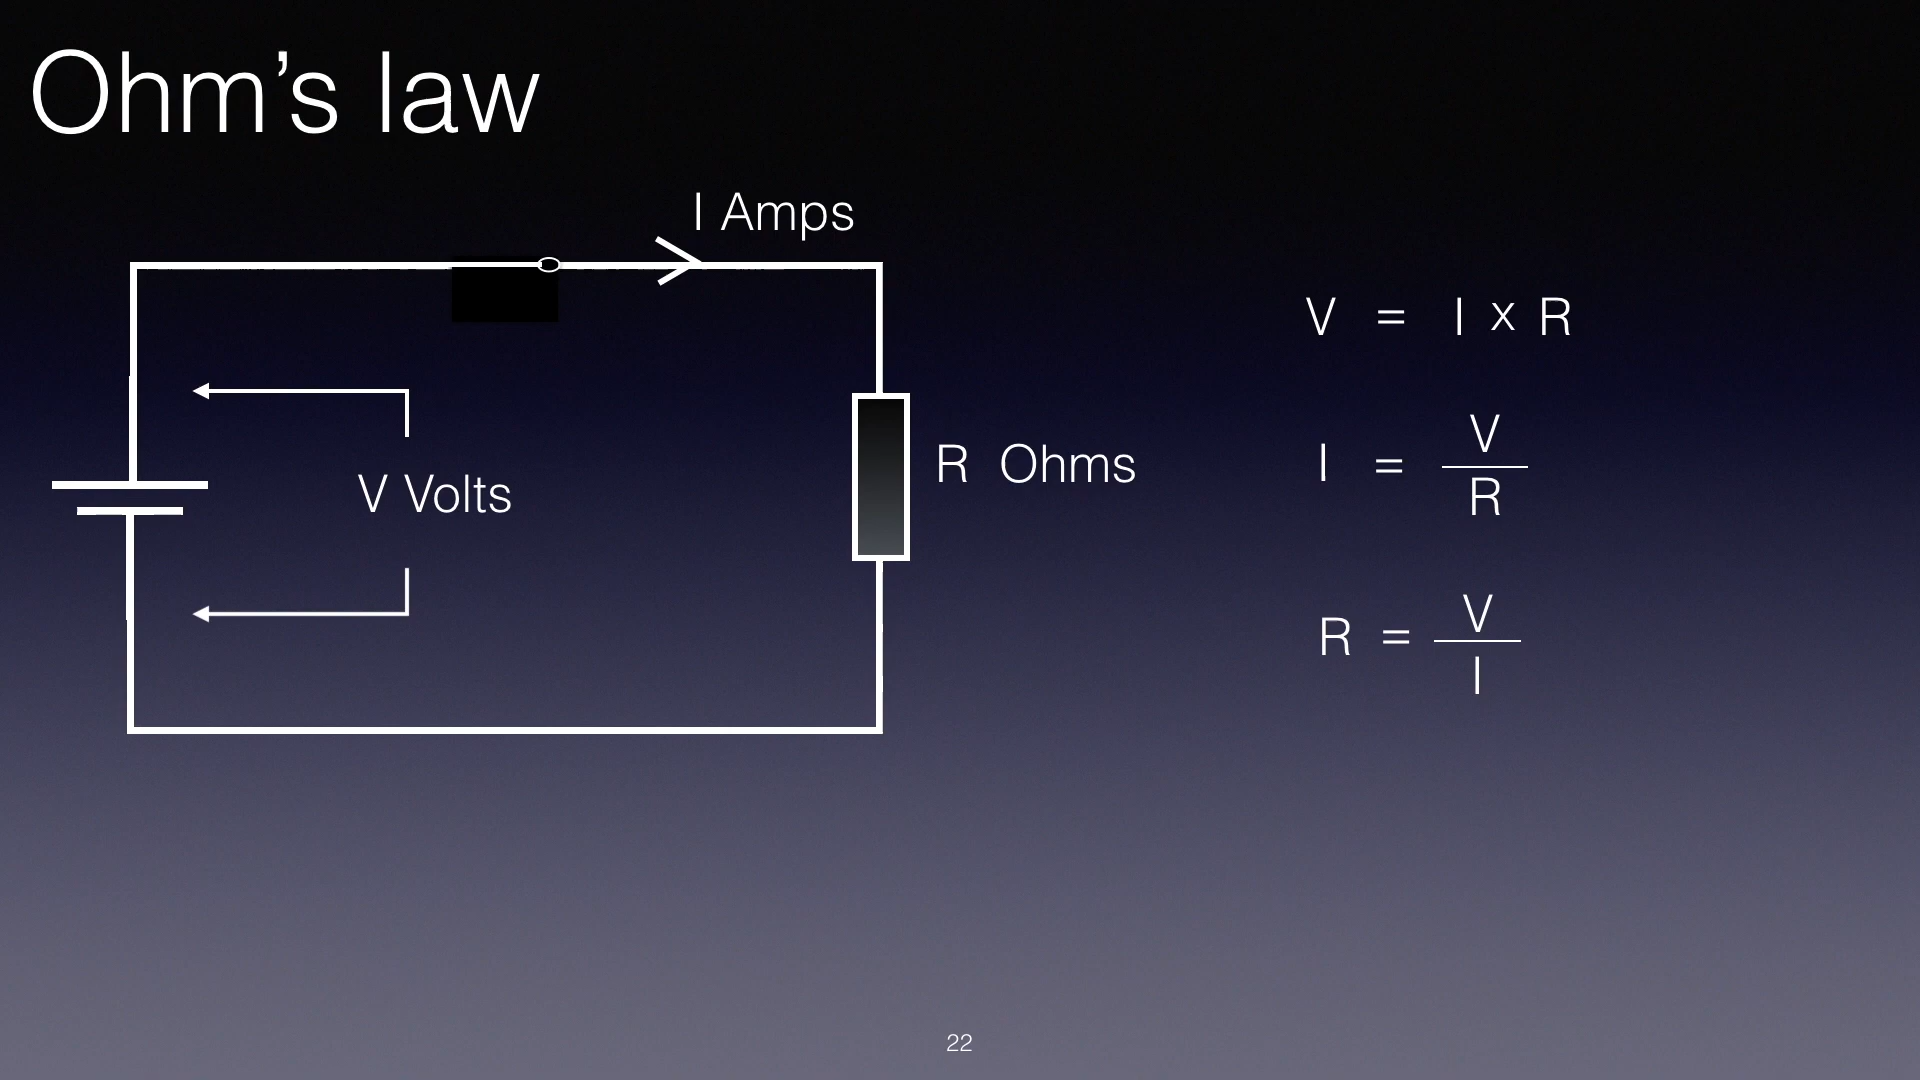 Ohm’s law
I Amps
V Volts
R Ohms
V = I x R
I = V
R
R = V
I
22